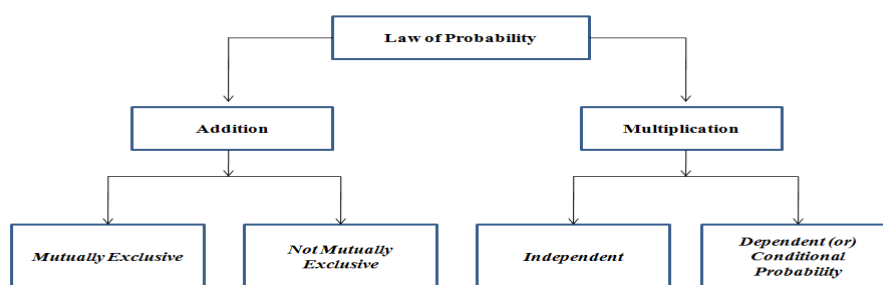 Law of Probability
Addition
Multiplication
Mutually Exclusive
Not Mutually
Exclusive
Independent
Dependent (or)
Conditional
Probability